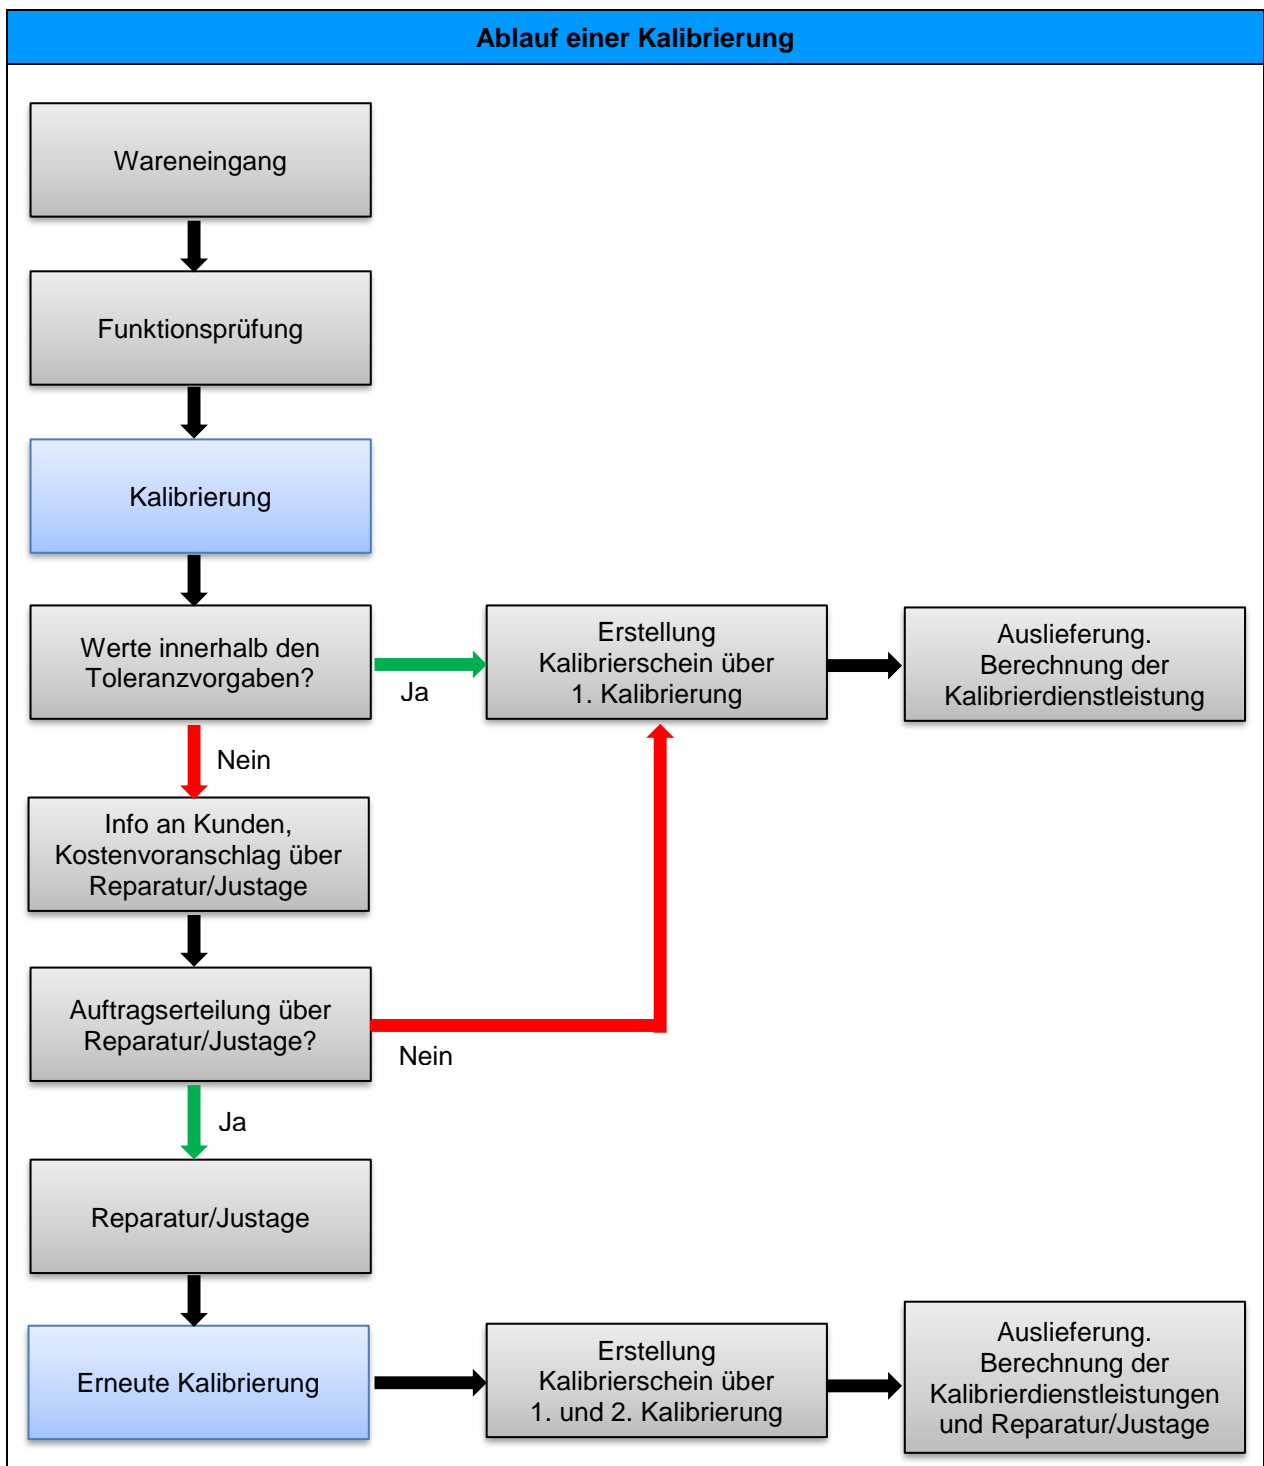 Ablauf einer Kalibrierung
Wareneingang
Funktionsprüfung
Kalibrierung
Werte innerhalb den
Toleranzvorgaben?
Ja
Erstellung
Kalibrierschein über
1. Kalibrierung
Auslieferung.
Berechnung der
Kalibrierdienstleistung
Nein
Info an Kunden,
Kostenvoranschlag über
Reparatur/Justage
Auftragserteilung über
Reparatur/Justage?
Nein
Ja
Reparatur/Justage
Erneute Kalibrierung
Erstellung
Kalibrierschein über
1. und 2. Kalibrierung
Auslieferung.
Berechnung der
Kalibrierdienstleistungen
und Reparatur/Justage